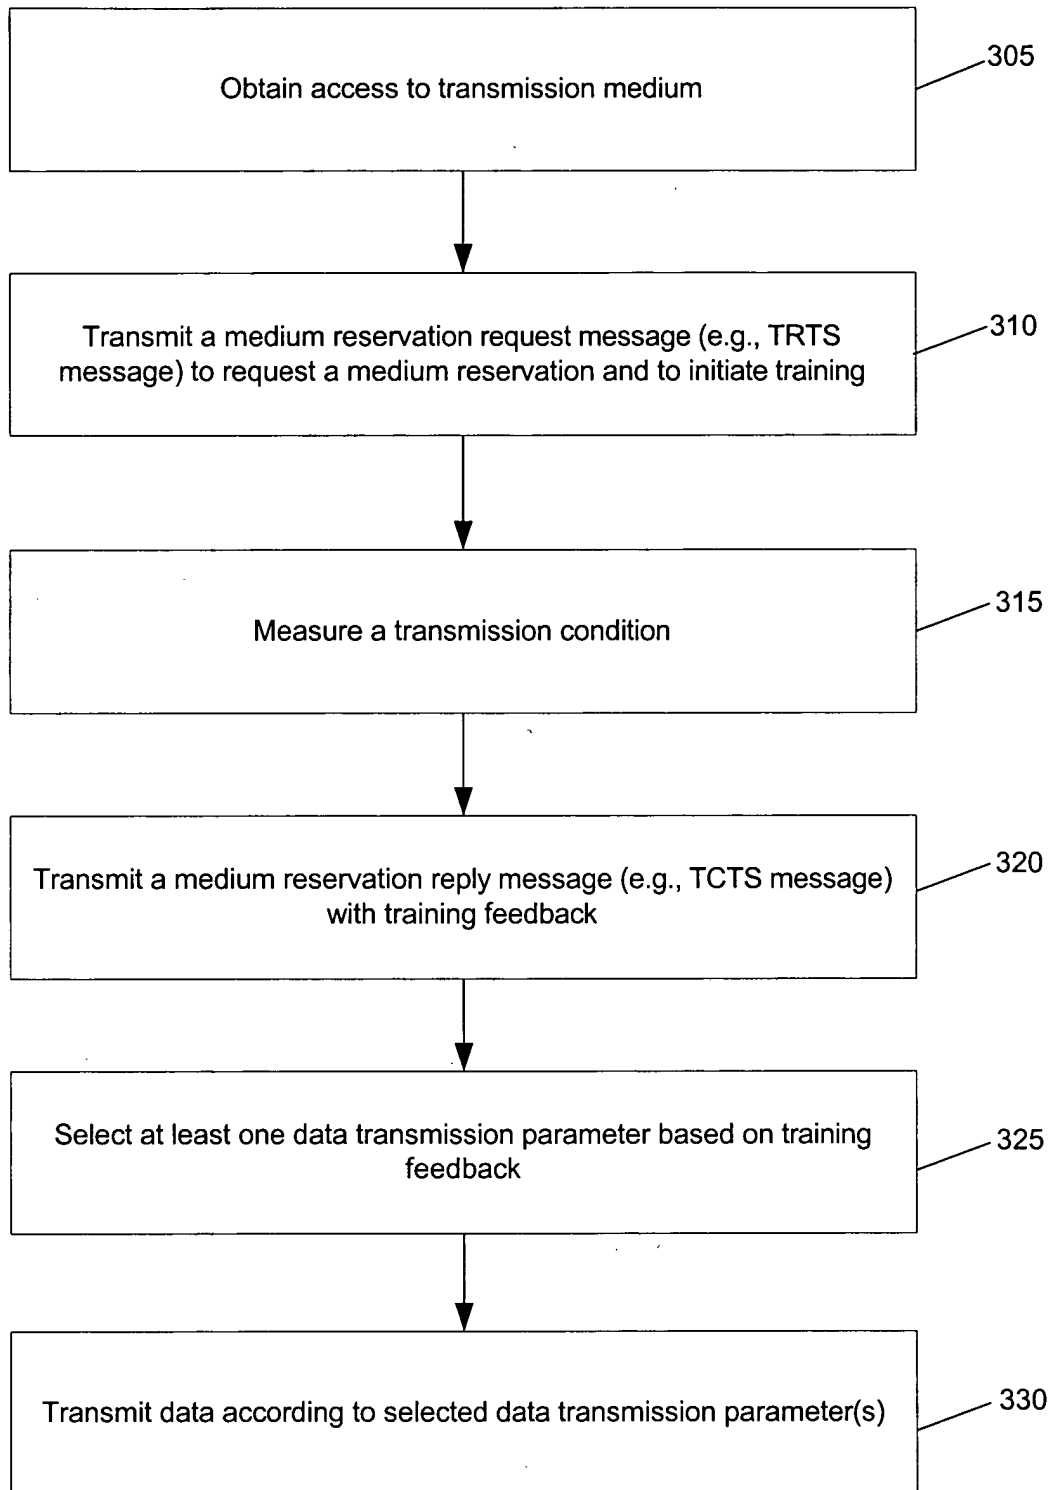 Obtain access to transmission medium
305
Transmit a medium reservation request message (e.g., TRTS
message) to request a medium reservation and to initiate training
310
Measure a transmission condition
315
Transmit a medium reservation reply message (e.g., TCTS message)
with training feedback
320
Select at least one data transmission parameter based on training
feedback
325
Transmit data according to selected data transmission parameter(s)
330